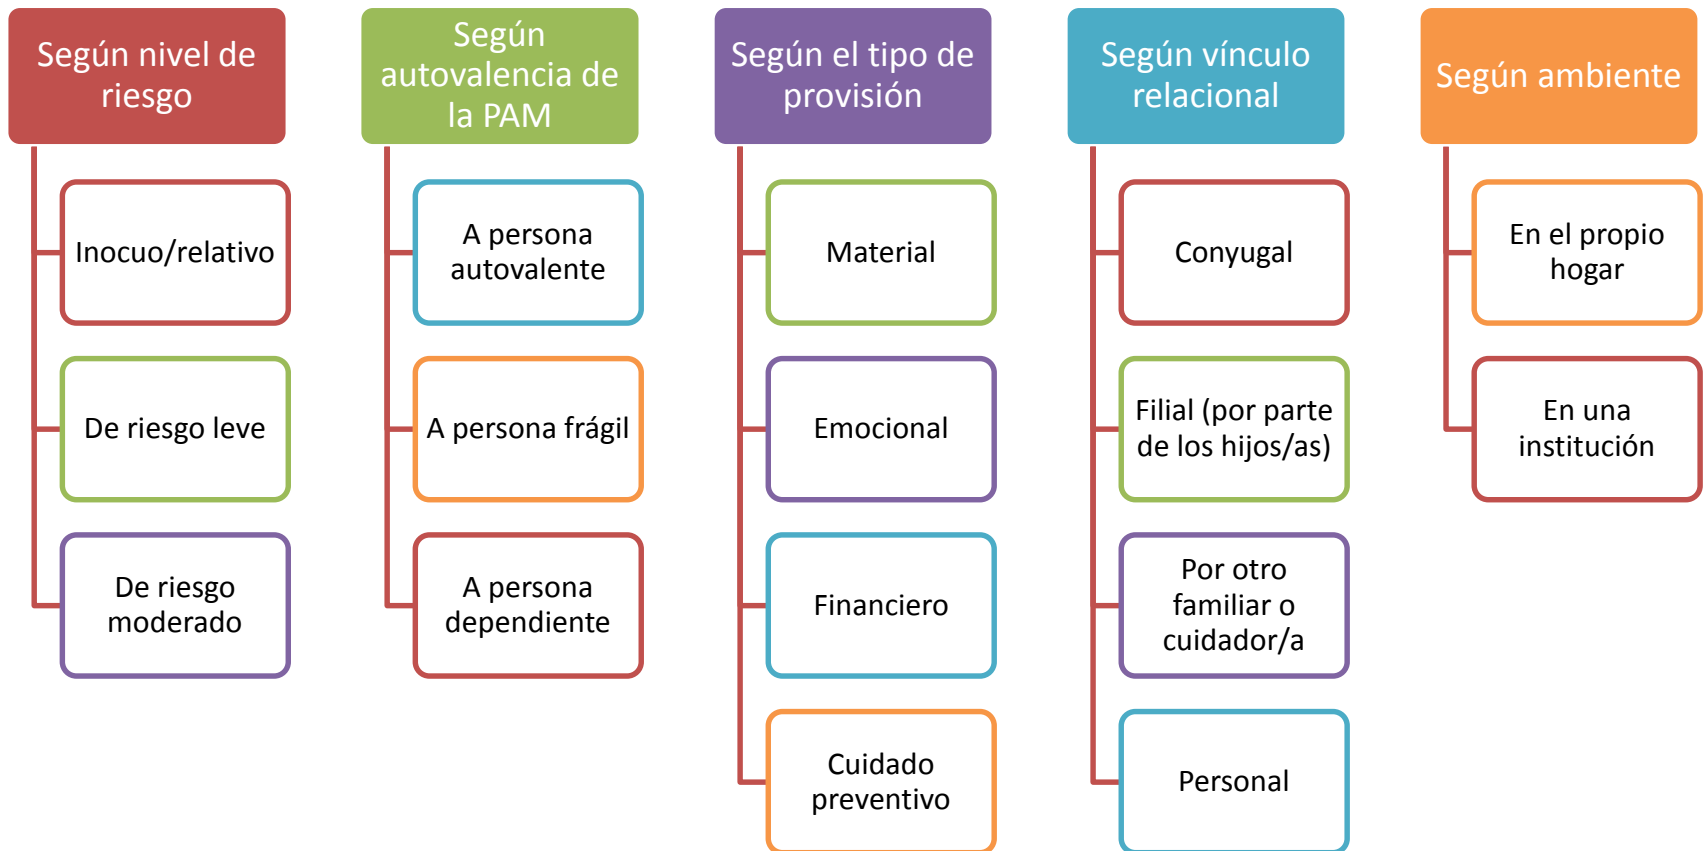 Según nivel de
riesgo
Inocuo/relativo
De riesgo leve
De riesgo
moderado
Según
autovalencia de
la PAM
A persona
autovalente
A persona frágil
A persona
dependiente
Según el tipo de
provisión
Material
Emocional
Financiero
Cuidado
preventivo
Según vínculo
relacional
Conyugal
Filial (por parte
de los hijos/as)
Por otro
familiar o
cuidador/a
Personal
Según ambiente
En el propio
hogar
En una
institución